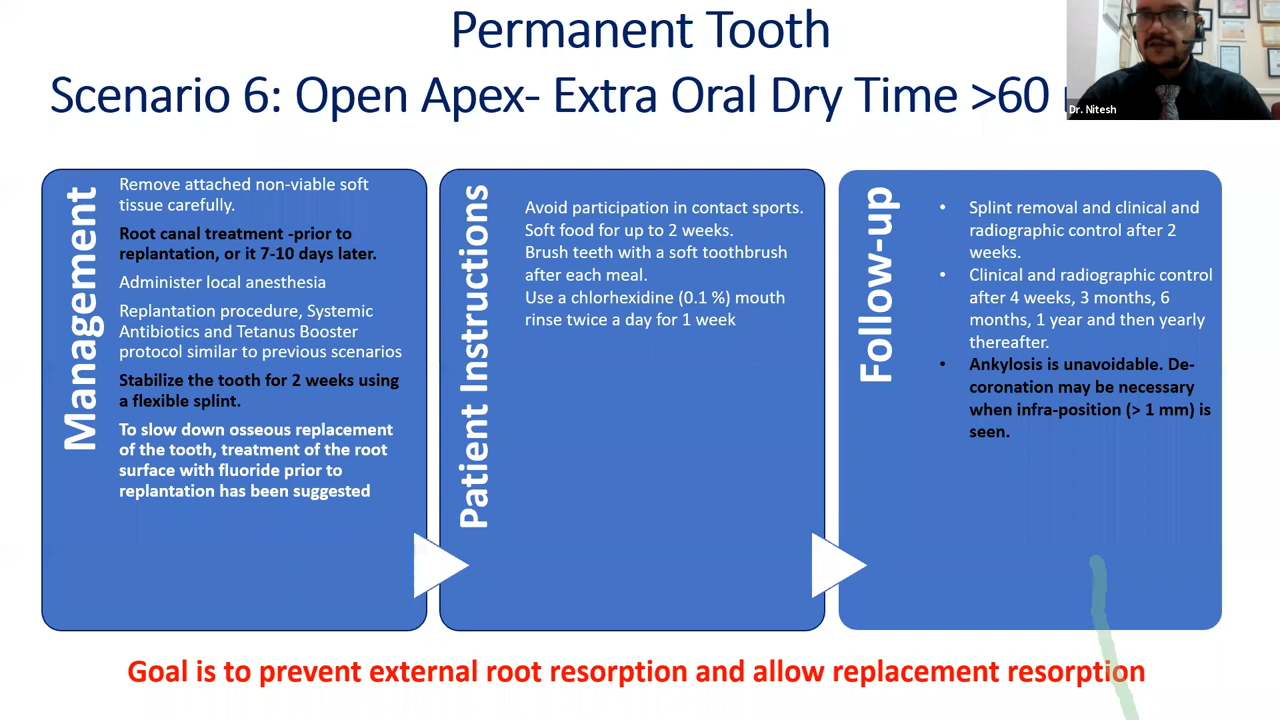 Permanent Tooth
Scenario 6: Open Apex- Extra Oral Dry Time >60
Dr. Nitesh
Management
Remove attached non-viable soft
tissue carefully.
Root canal treatment -prior to
replantation, or it 7-10 days later.
Administer local anesthesia
Replantation procedure, Systemic
Antibiotics and Tetanus Booster
protocol similar to previous scenarios
Stabilize the tooth for 2 weeks using
a flexible splint.
To slow down osseous replacement
of the tooth, treatment of the root
surface with fluoride prior to
replantation has been suggested
Patient Instructions
Avoid participation in contact sports.
Soft food for up to 2 weeks.
Brush teeth with a soft toothbrush
after each meal.
Use a chlorhexidine (0.1 %) mouth
rinse twice a day for 1 week
Follow-up
• Splint removal and clinical and
radiographic control after 2
weeks.
• Clinical and radiographic control
after 4 weeks, 3 months, 6
months, 1 year and then yearly
thereafter.
• Ankylosis is unavoidable. De-
coronation may be necessary
when infra-position (> 1 mm) is
seen.
Goal is to prevent external root resorption and allow replacement resorption